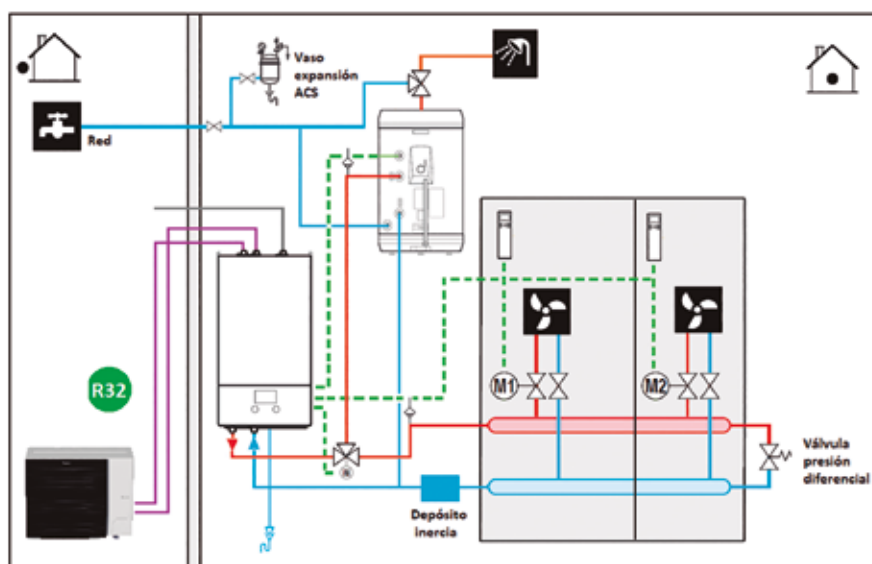 Vaso
expansión
ACS
Red
R32
M1
M2
Válvula
presión
diferencial
Depósito
inercia